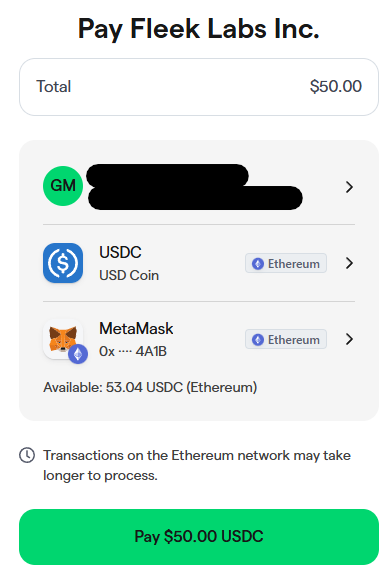 Pay Fleek Labs Inc.
Total $50.00
GM
USDC Ethereum
USD Coin
MetaMask Ethereum
0x ···· 4A1B
Available: 53.04 USDC (Ethereum)
Transactions on the Ethereum network may take
longer to process.
Pay $50.00 USDC